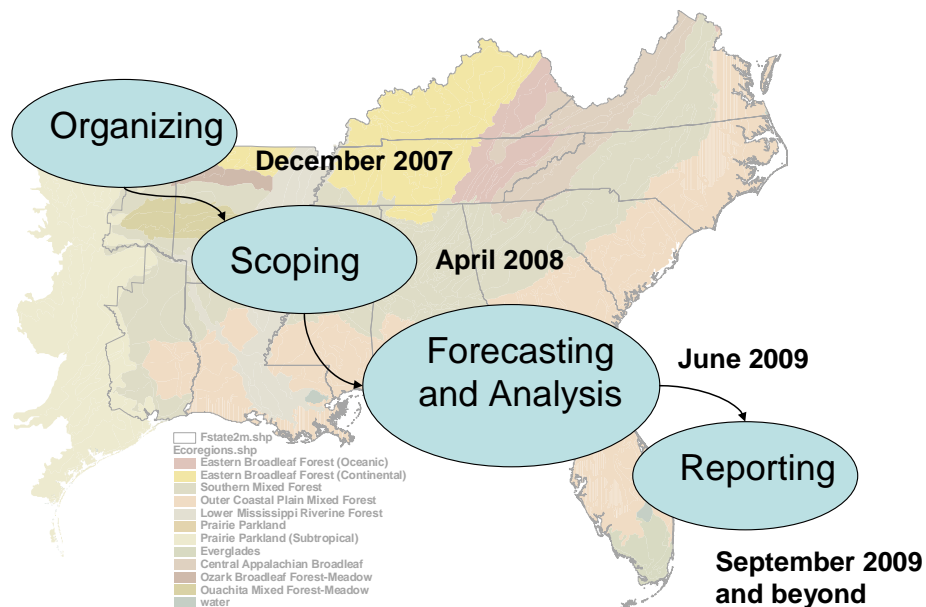 Organizing
December 2007
Scoping
April 2008
Forecasting
and Analysis
June 2009
Reporting
September 2009
and beyond
Fstate2m.shp
Ecoregions.shp
Eastern Broadleaf Forest (Oceanic)
Eastern Broadleaf Forest (Continental)
Southern Mixed Forest
Outer Coastal Plain Mixed Forest
Lower Mississippi Riverine Forest
Prairie Parkland
Prairie Parkland (Subtropical)
Everglades
Central Appalachian Broadleaf
Ozark Broadleaf Forest-Meadow
Ouachita Mixed Forest-Meadow
water